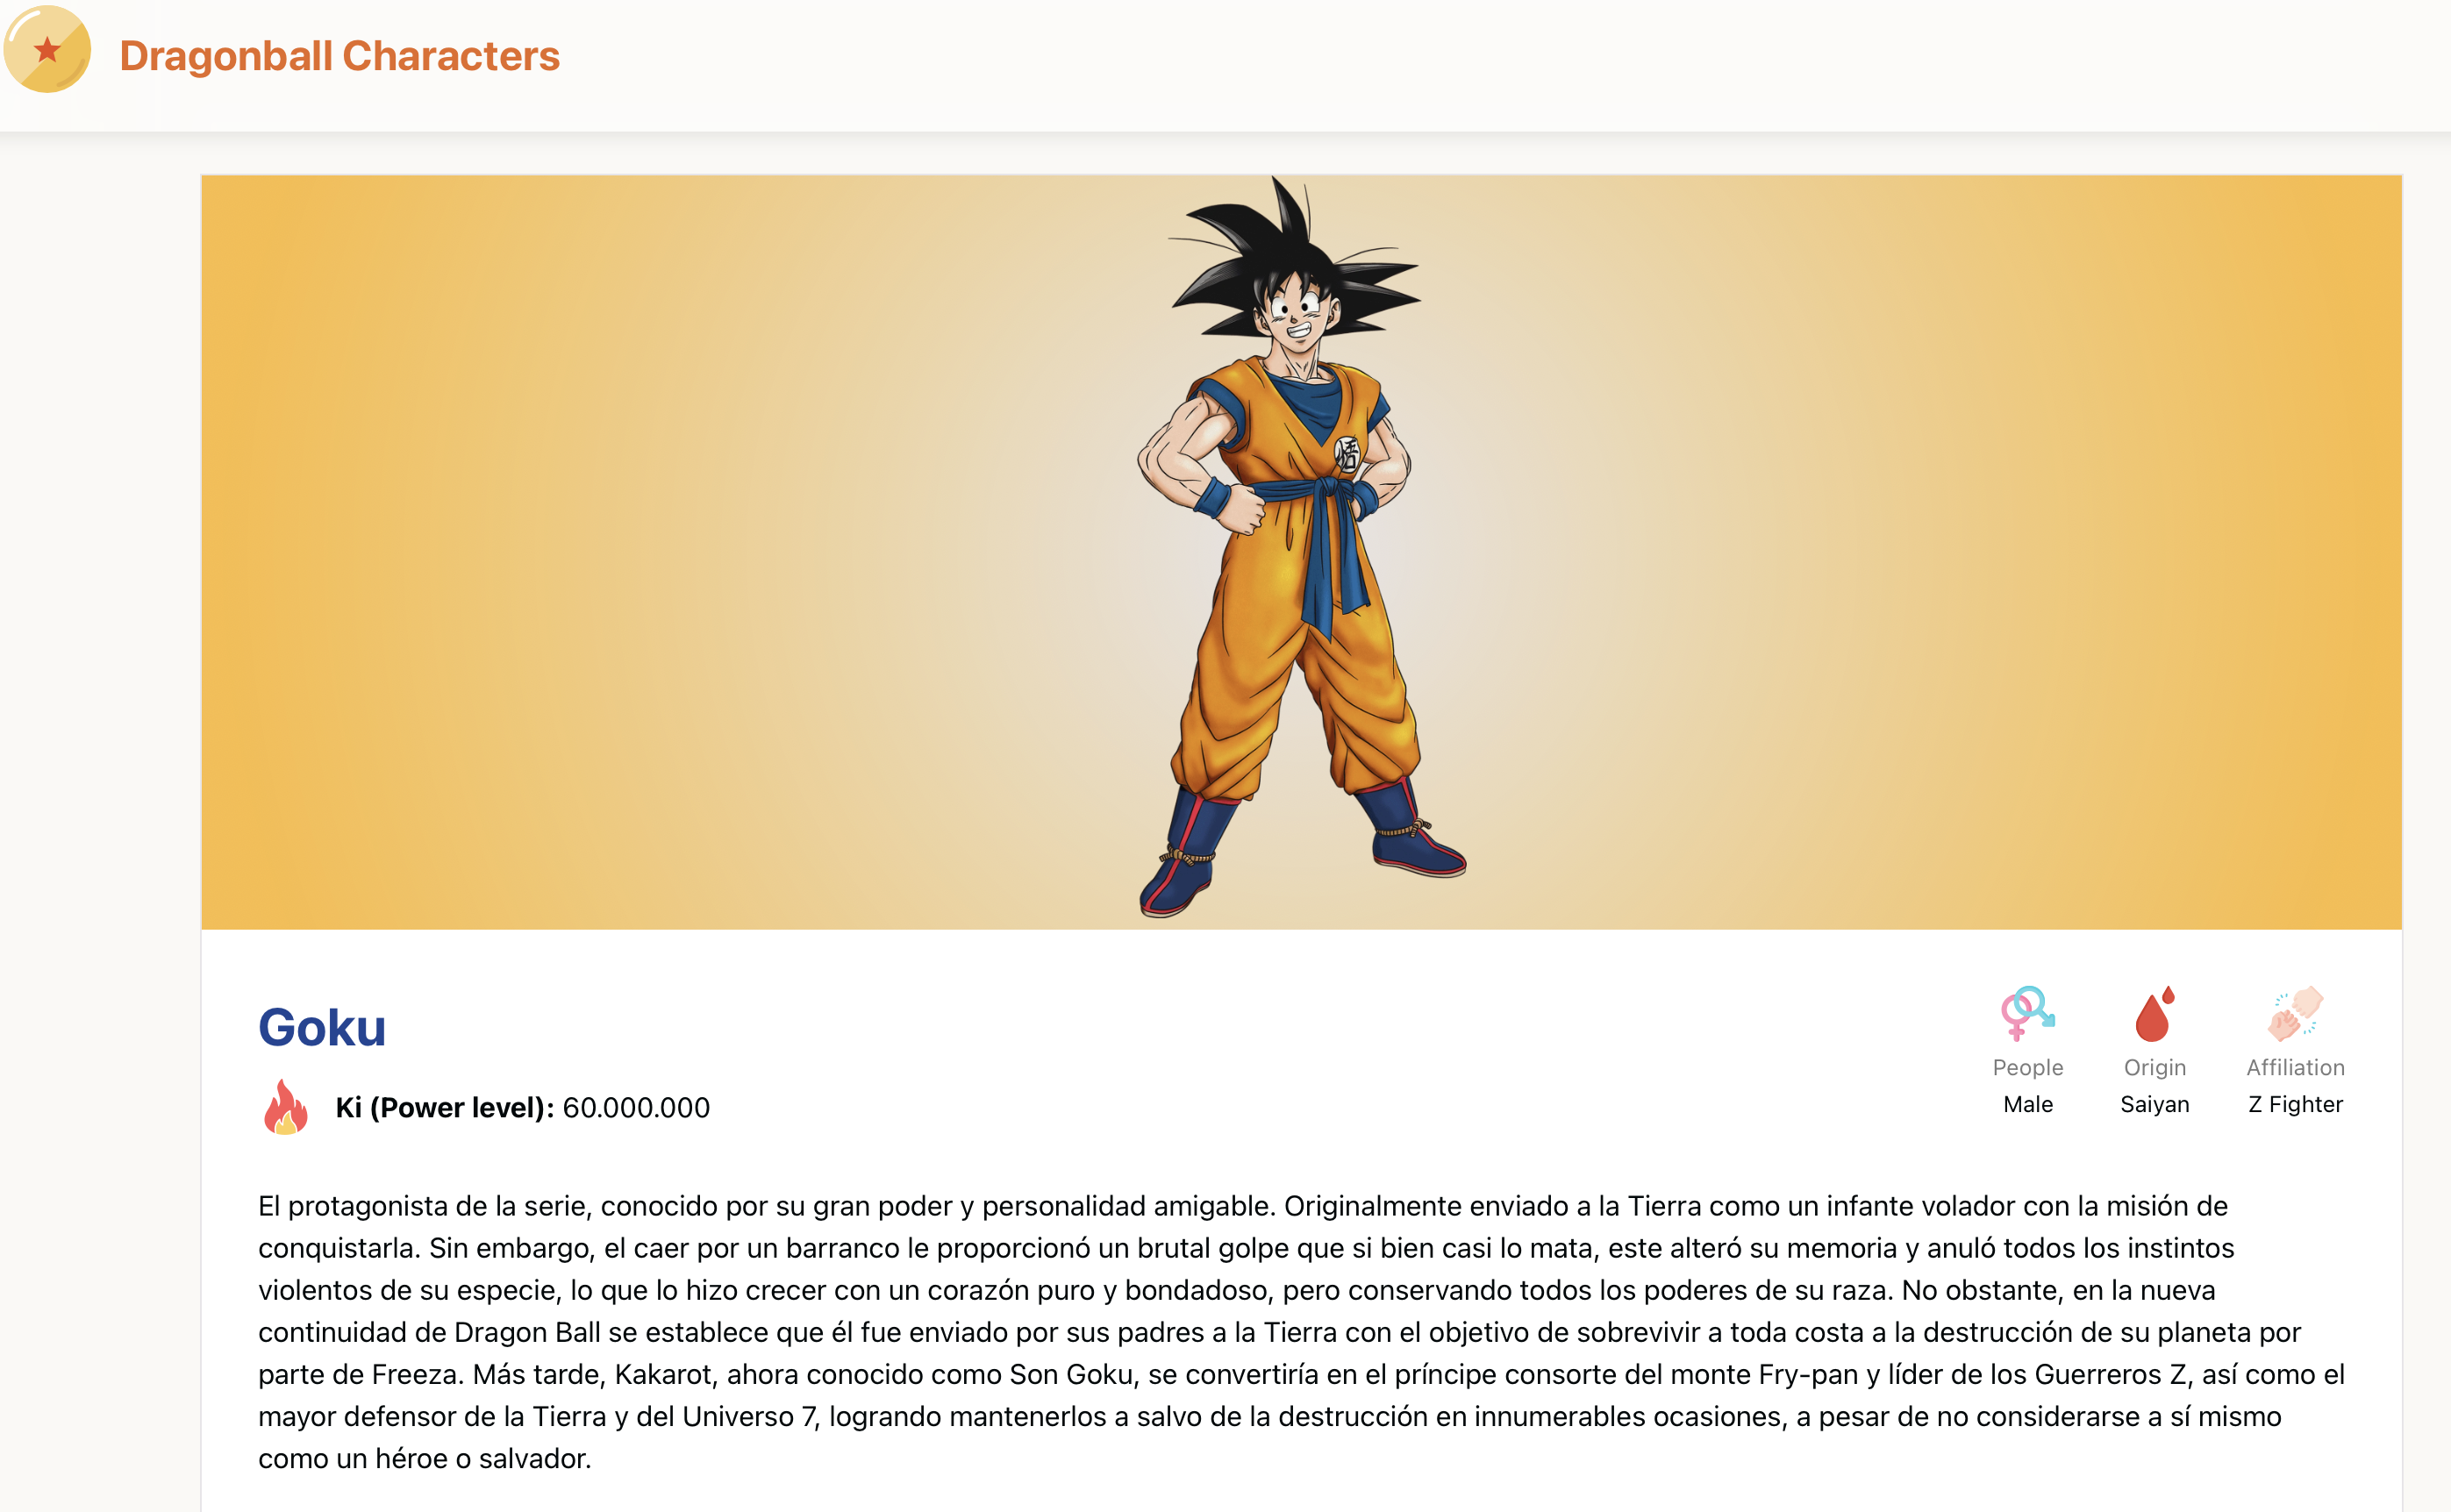 Dragonball Characters
悟
Goku
Ki (Power level): 60.000.000
People
Male
Origin
Saiyan
Affiliation
Z Fighter
El protagonista de la serie, conocido por su gran poder y personalidad amigable. Originalmente enviado a la Tierra como un infante volador con la misión de
conquistarla. Sin embargo, el caer por un barranco le proporcionó un brutal golpe que si bien casi lo mata, este alteró su memoria y anuló todos los instintos
violentos de su especie, lo que lo hizo crecer con un corazón puro y bondadoso, pero conservando todos los poderes de su raza. No obstante, en la nueva
continuidad de Dragon Ball se establece que él fue enviado por sus padres a la Tierra con el objetivo de sobrevivir a toda costa a la destrucción de su planeta por
parte de Freeza. Más tarde, Kakarot, ahora conocido como Son Goku, se convertiría en el príncipe consorte del monte Fry-pan y líder de los Guerreros Z, así como el
mayor defensor de la Tierra y del Universo 7, logrando mantenerlos a salvo de la destrucción en innumerables ocasiones, a pesar de no considerarse a sí mismo
como un héroe o salvador.